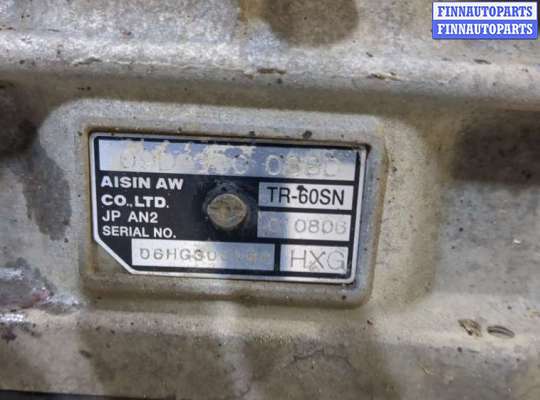 FINNAUTOPARTS
FINNAUTOPARTS
AISIN AW
CO.,LTD.
JP AN2
SERIAL NO.
TR-60SN
0806
HXG